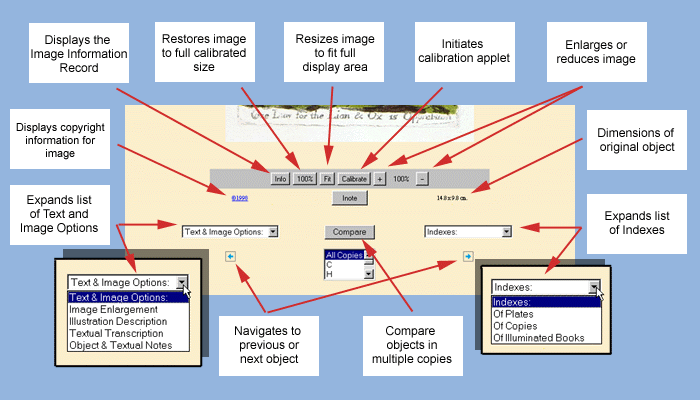 Displays the
Image Information
Record
Restores image
to full calibrated
size
Resizes image
to fit full
display area
Initiates
calibration applet
Enlarges or
reduces image
One Law for the Lion & Ox is Oppression
Displays copyright
information for
image
Dimensions of
original object
Info 100% Fit Calibrate + 100% -
©1998 Inote 14.8 x 9.8 cm.
Expands list
of Text and
Image Options
Text & Image Options: Compare Indexes:
Expands list
of Indexes
All Copies
C
H
Text & Image Options:
Text & Image Options:
Image Enlargement
Illustration Description
Textual Transcription
Object & Textual Notes
Indexes:
Indexes:
Of Plates
Of Copies
Of Illuminated Books
Navigates to
previous or
next object
Compare
objects in
multiple copies